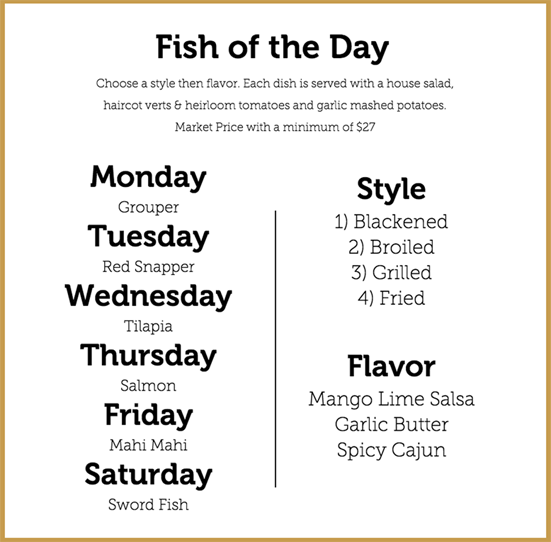 Fish of the Day
Choose a style then flavor. Each dish is served with a house salad,
haircot verts & heirloom tomatoes and garlic mashed potatoes.
Market Price with a minimum of $27
Monday
Grouper
Tuesday
Red Snapper
Wednesday
Tilapia
Thursday
Salmon
Friday
Mahi Mahi
Saturday
Sword Fish
Style
1) Blackened
2) Broiled
3) Grilled
4) Fried
Flavor
Mango Lime Salsa
Garlic Butter
Spicy Cajun